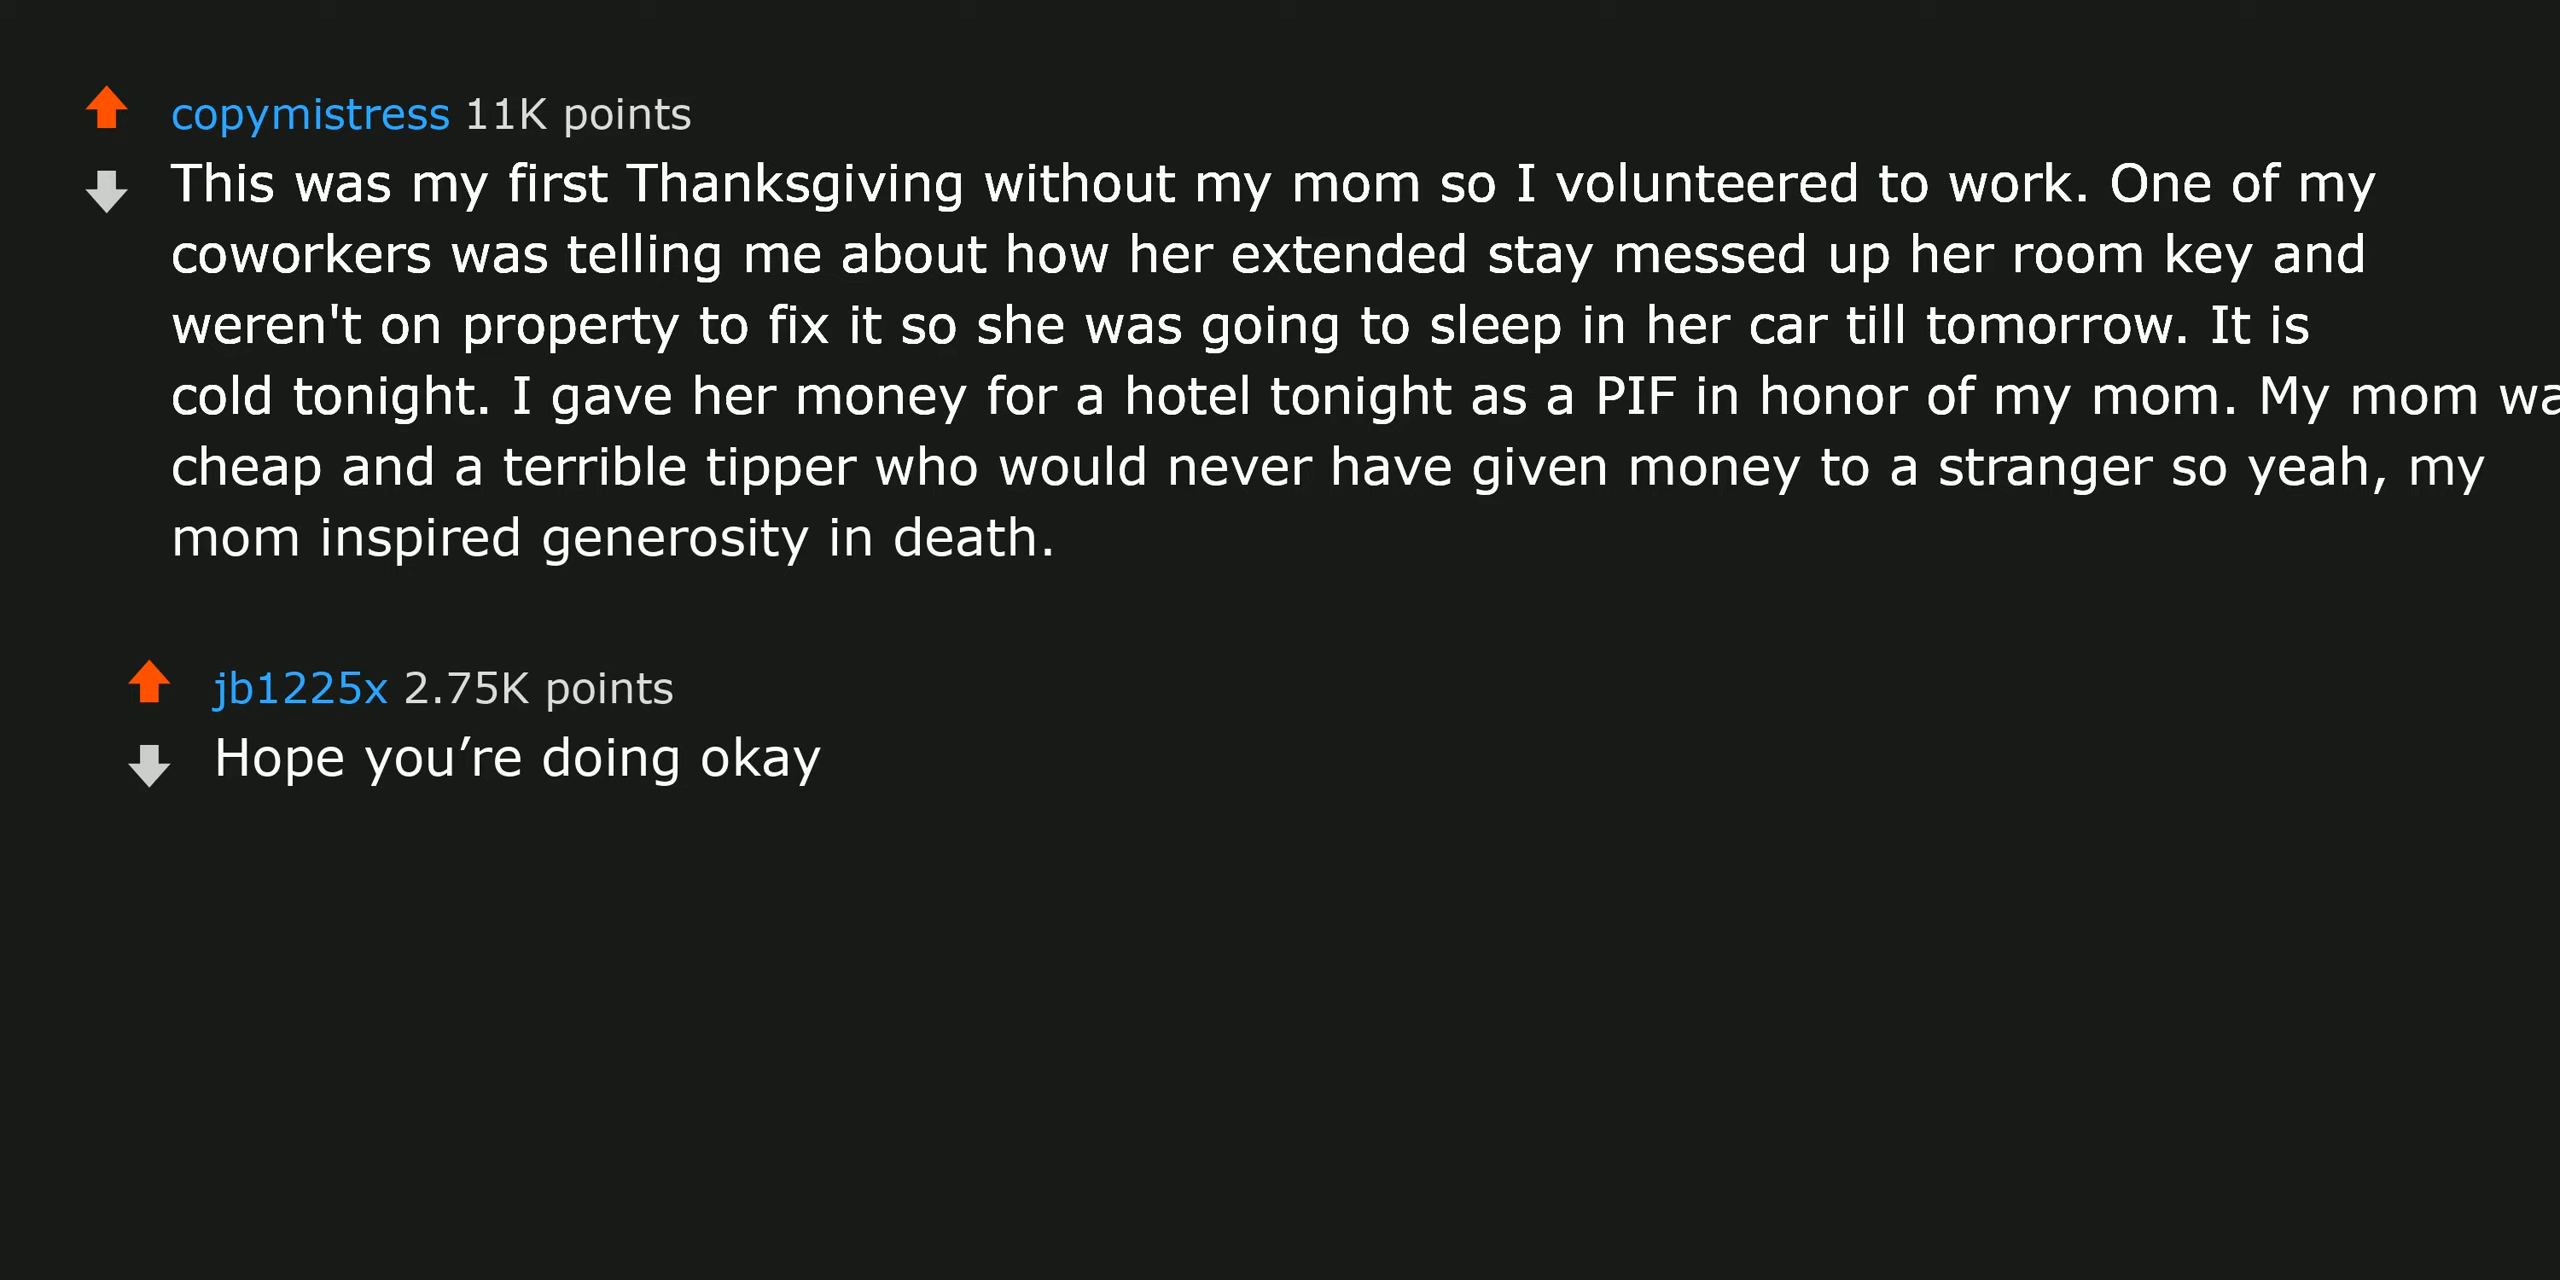 copymistress 11K points
This was my first Thanksgiving without my mom so I volunteered to work. One of my
coworkers was telling me about how her extended stay messed up her room key and
weren't on property to fix it so she was going to sleep in her car till tomorrow. It is
cold tonight. I gave her money for a hotel tonight as a PIF in honor of my mom. My mom wa
cheap and a terrible tipper who would never have given money to a stranger so yeah, my
mom inspired generosity in death.
jb1225x 2.75K points
Hope you’re doing okay